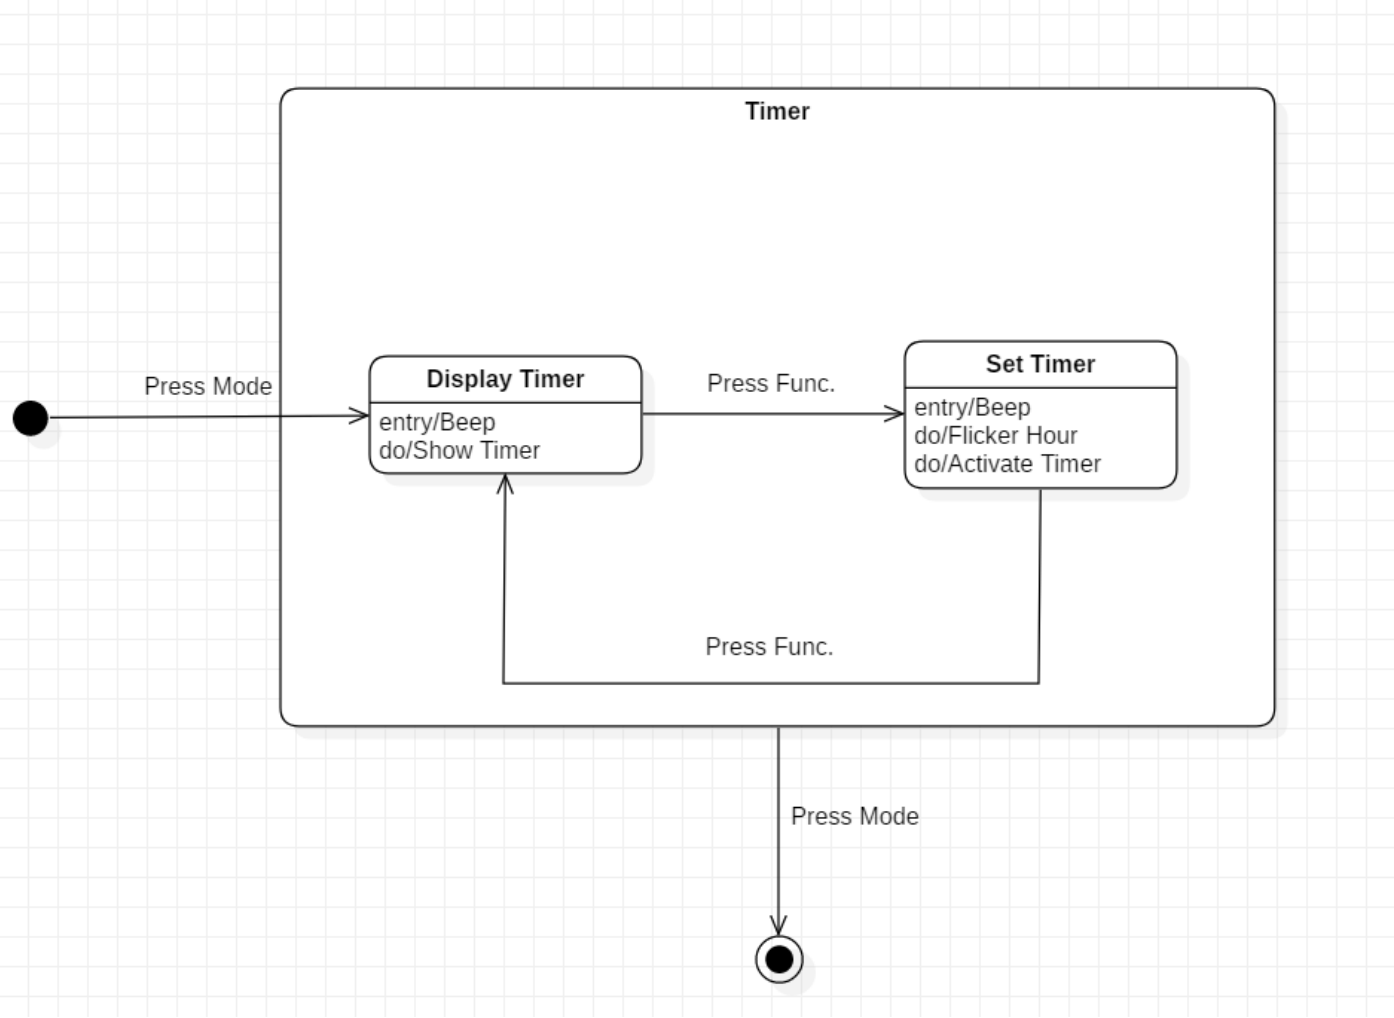 Timer
Press Mode
Display Timer
entry/Beep
do/Show Timer
Press Func.
Set Timer
entry/Beep
do/Flicker Hour
do/Activate Timer
Press Func.
Press Mode